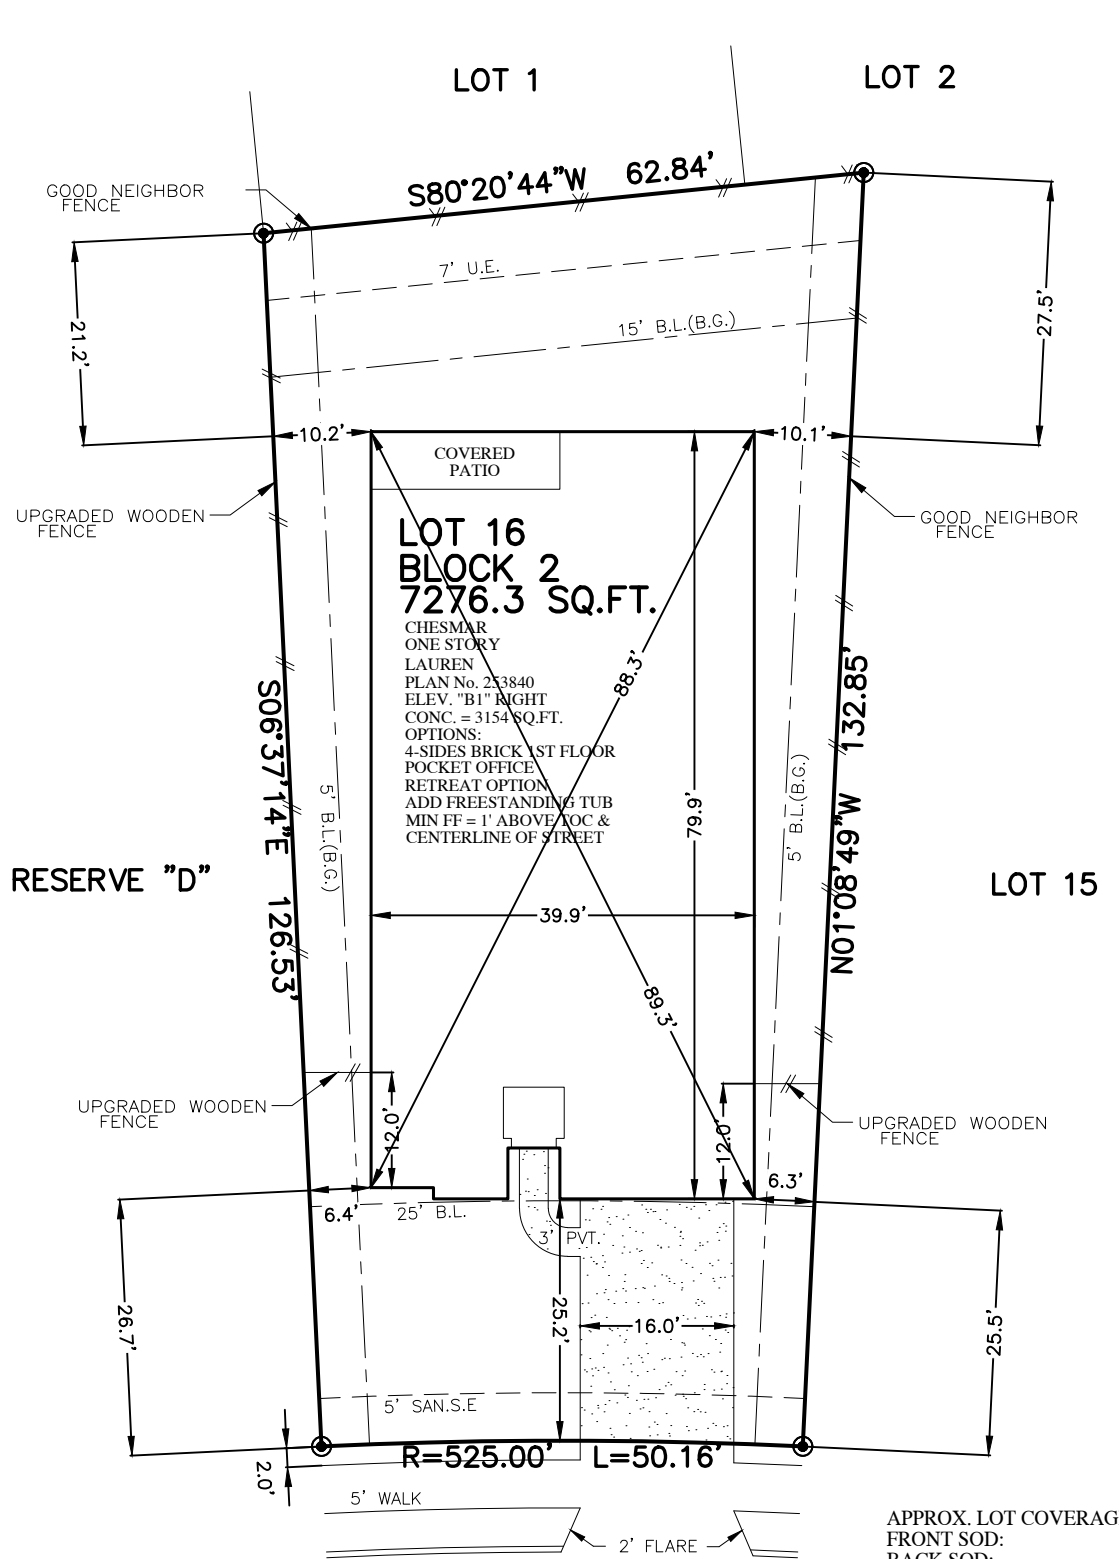 LOT 1
LOT 2
S80°20'44"W 62.84'
GOOD NEIGHBOR
FENCE
7' U.E.
15' B.L.(B.G.)
21.2'
27.5'
10.2'
10.1'
COVERED
PATIO
UPGRADED WOODEN
FENCE
GOOD NEIGHBOR
FENCE
LOT 16
BLOCK 2
7276.3 SQ.FT.
CHESMAR
ONE STORY
LAUREN
PLAN No. 253840
ELEV. "B1" RIGHT
CONC. = 3154 SQ.FT.
OPTIONS:
4-SIDES BRICK 1ST FLOOR
POCKET OFFICE
RETREAT OPTION
ADD FREESTANDING TUB
MIN FF = 1' ABOVE TOC &
CENTERLINE OF STREET
88.3'
S06°37'14"E 126.53'
N01°08'49"W 132.85'
5' B.L.(B.G.)
5' B.L.(B.G.)
79.9'
RESERVE "D"
LOT 15
39.9'
89.3'
UPGRADED WOODEN
FENCE
12.0'
12.0'
UPGRADED WOODEN
FENCE
6.4'
6.3'
25' B.L.
3' PVT.
26.7'
25.2'
16.0'
25.5'
5' SAN.S.E
R=525.00' L=50.16'
2.0'
5' WALK
2' FLARE
APPROX. LOT COVERAG
FRONT SOD:
BACK SOD: